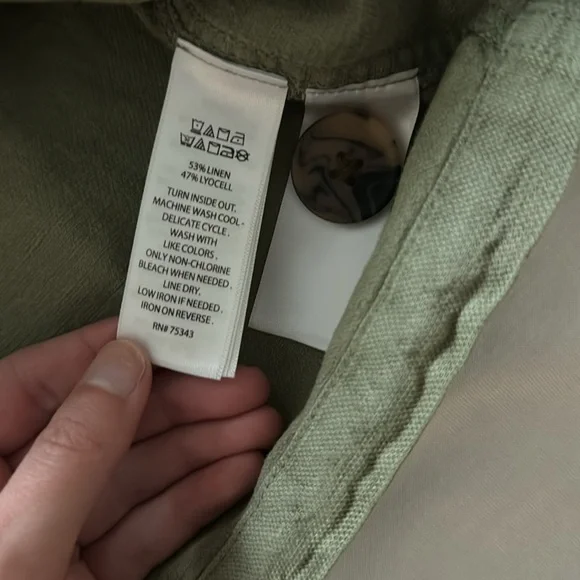 53% LINEN
47% LYOCELL
TURN INSIDE OUT.
MACHINE WASH COOL -
DELICATE CYCLE.
WASH WITH
LIKE COLORS.
ONLY NON-CHLORINE
BLEACH WHEN NEEDED.
LINE DRY.
LOW IRON IF NEEDED.
IRON ON REVERSE.
RN# 75343